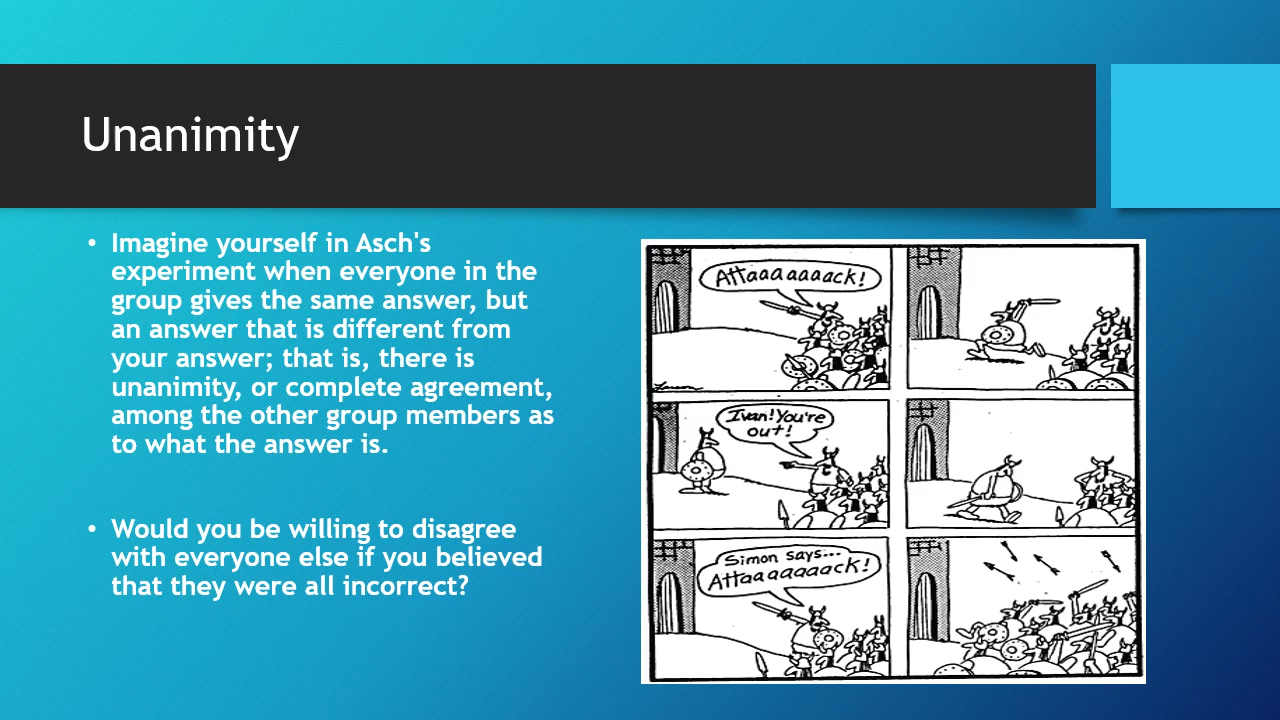 Unanimity
• Imagine yourself in Asch's
experiment when everyone in the
group gives the same answer, but
an answer that is different from
your answer; that is, there is
unanimity, or complete agreement,
among the other group members as
to what the answer is.
• Would you be willing to disagree
with everyone else if you believed
that they were all incorrect?
Attaaaaaaack!
Ivan! You're
out!
Simon says...
Attaaaaaaack!